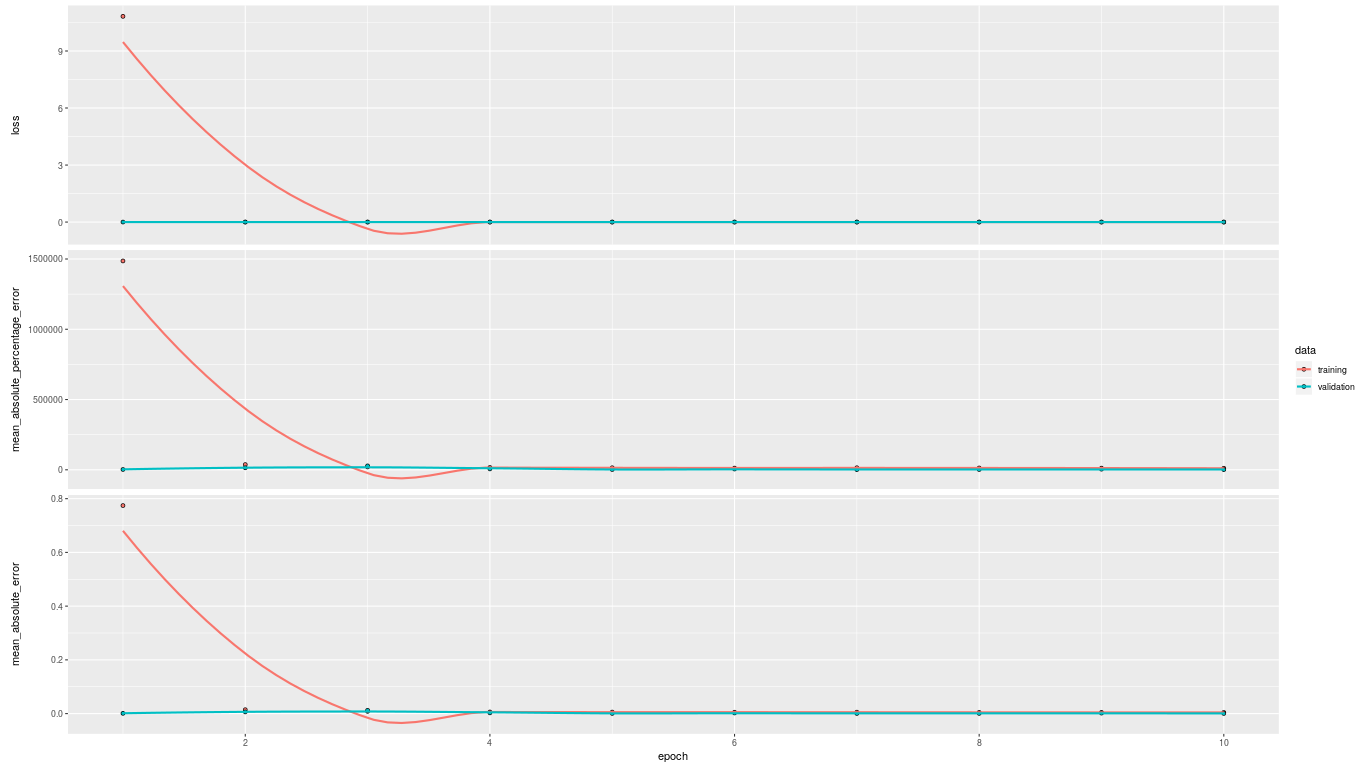 loss
9
6
3
0
mean_absolute_percentage_error
1500000
1000000
500000
0
mean_absolute_error
0.8
0.6
0.4
0.2
0.0
2 4 6 8 10
epoch
data
training
validation